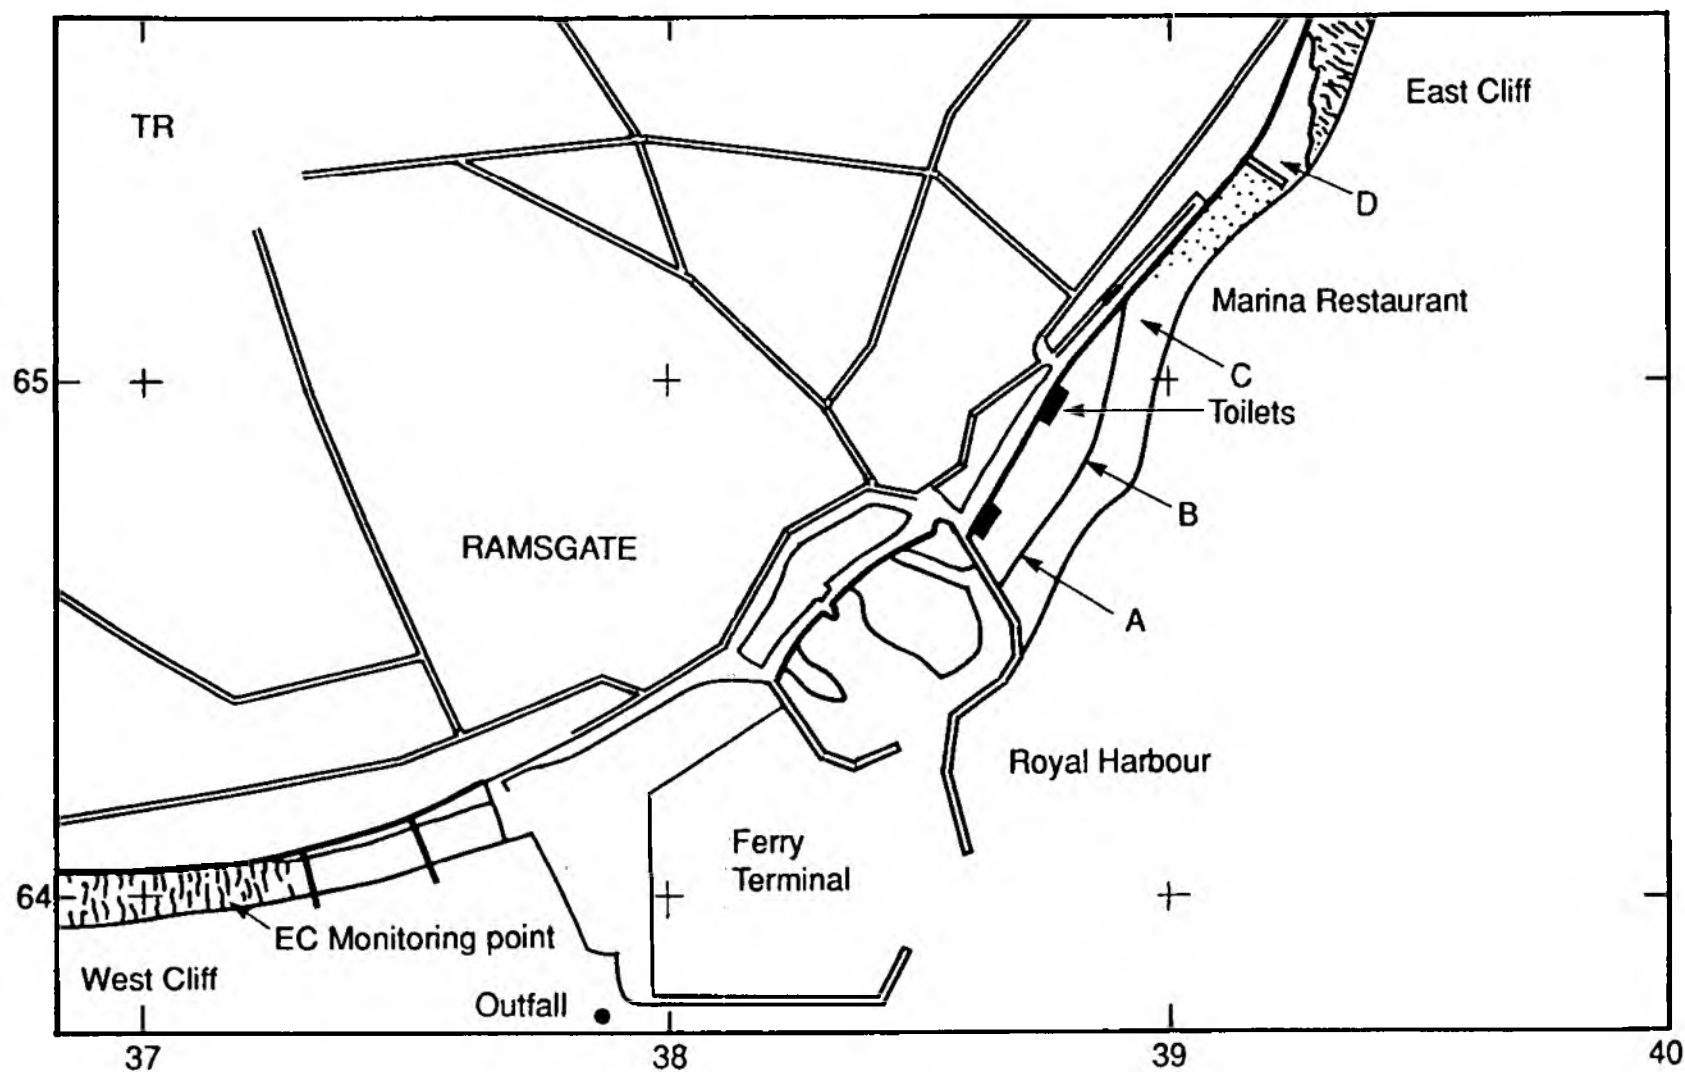 East Cliff
TR
D
Marina Restaurant
65
C
Toilets
B
RAMSGATE
A
Royal Harbour
Ferry
Terminal
64
EC Monitoring point
West Cliff
Outfall
37
38
39
40